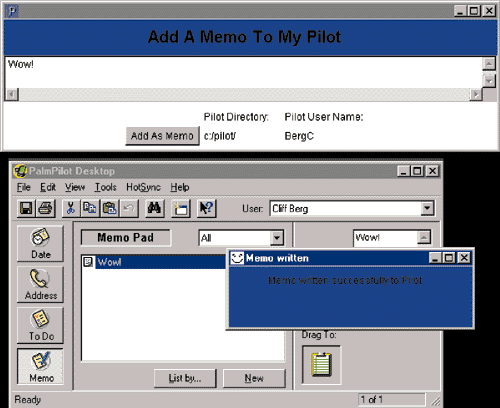 Add A Memo To My Pilot
Wow!
Pilot Directory: Pilot User Name:
Add As Memo c:/pilot/ BergC
PalmPilot Desktop
File Edit View Tools HotSync Help
User: Cliff Berg
Date
Address
To Do
Memo
Memo Pad All
Wow!
Wow!
Memo written
Memo written successfully to Pilot
Drag To:
List by... New
Ready 1 of 1